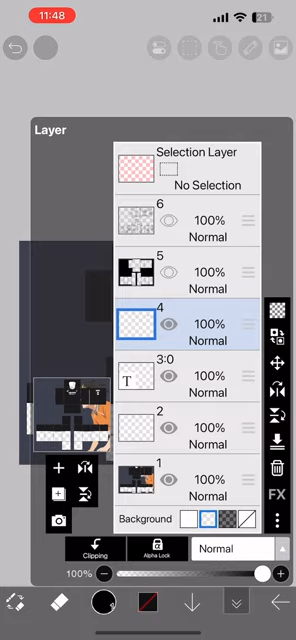 11:48
21
Layer
Selection Layer
No Selection
6
100%
Normal
5
100%
Normal
4
100%
Normal
3:0
T
100%
Normal
2
100%
Normal
1
100%
Normal
Background
FX
Clipping
Alpha Lock
Normal
100%